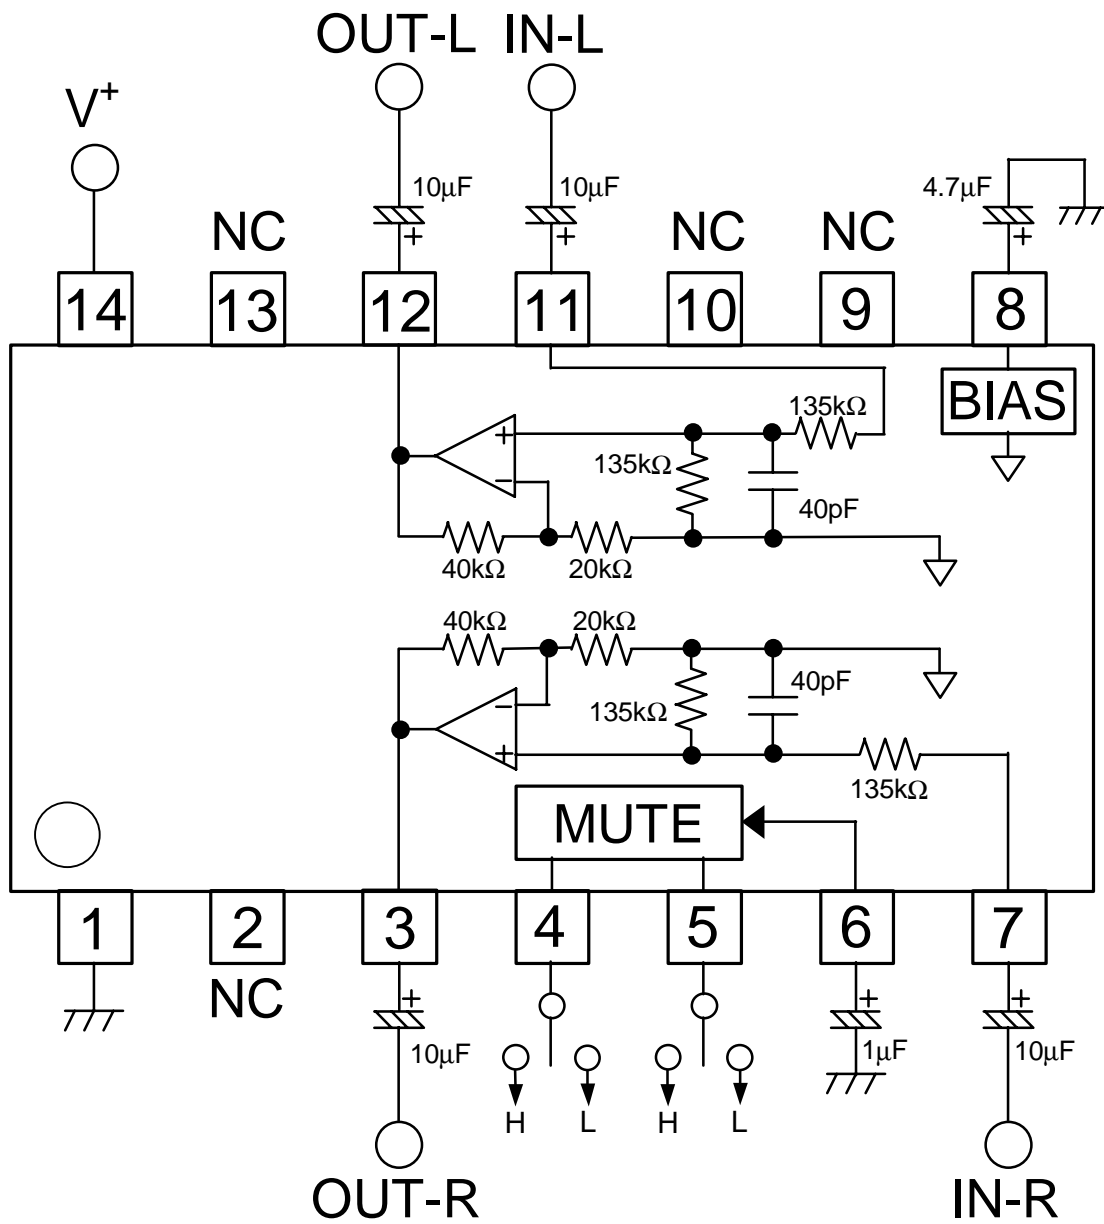 OUT-L IN-L
V+
10μF 10μF 4.7μF
NC NC NC
+ + +
14 13 12 11 10 9 8
135kΩ BIAS
+
135kΩ
−
40pF
40kΩ 20kΩ
40kΩ 20kΩ
40pF
−
135kΩ
+
135kΩ
MUTE
1 2 3 4 5 6 7
NC
+ + +
10μF 1μF 10μF
H L H L
OUT-R IN-R